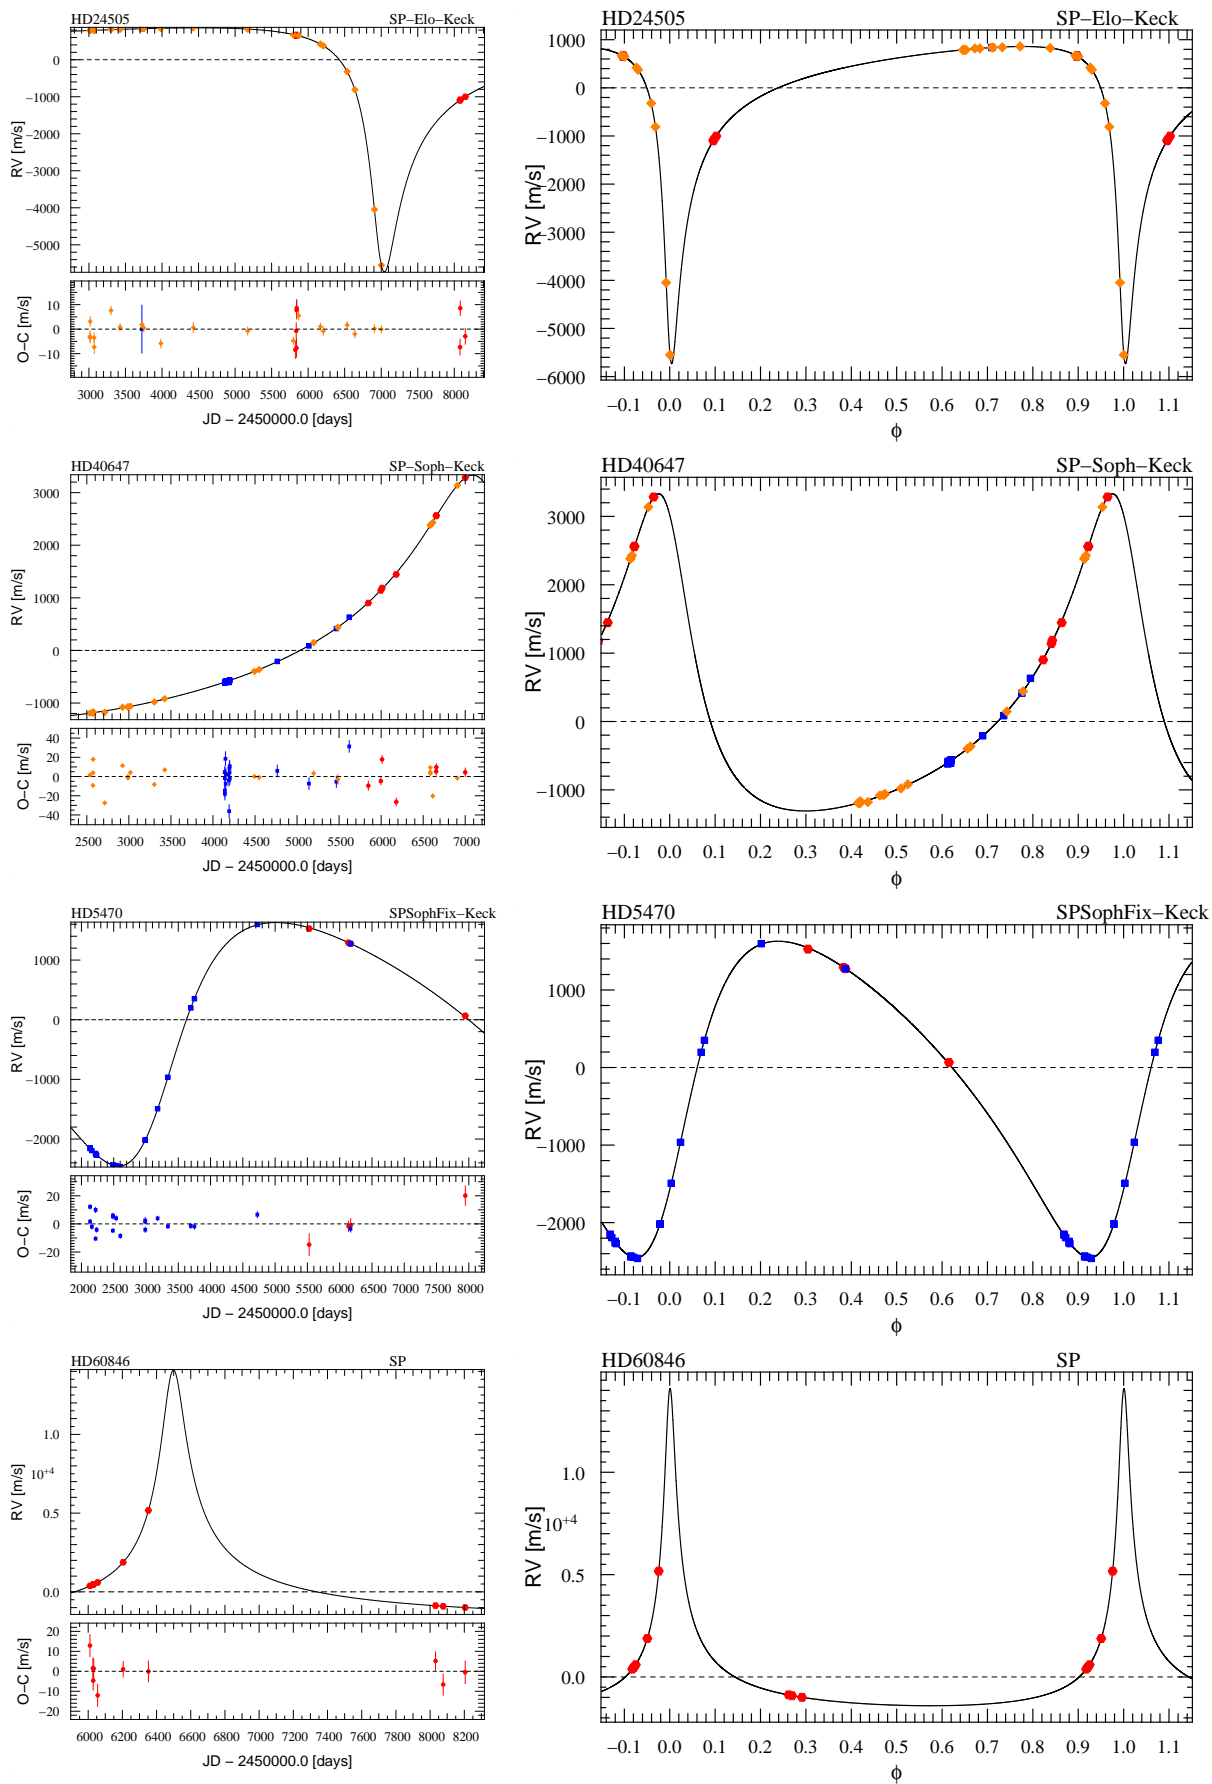 HD24505 SP−Elo−Keck
RV [m/s]
0
−1000
−2000
−3000
−4000
−5000
O−C [m/s]
10
0
−10
3000 3500 4000 4500 5000 5500 6000 6500 7000 7500 8000
JD − 2450000.0 [days]
HD24505 SP−Elo−Keck
RV [m/s]
1000
0
−1000
−2000
−3000
−4000
−5000
−6000
−0.1 0.0 0.1 0.2 0.3 0.4 0.5 0.6 0.7 0.8 0.9 1.0 1.1
ϕ
HD40647 SP−Soph−Keck
RV [m/s]
3000
2000
1000
0
−1000
O−C [m/s]
40
20
0
−20
−40
2500 3000 3500 4000 4500 5000 5500 6000 6500 7000
JD − 2450000.0 [days]
HD40647 SP−Soph−Keck
RV [m/s]
3000
2000
1000
0
−1000
−0.1 0.0 0.1 0.2 0.3 0.4 0.5 0.6 0.7 0.8 0.9 1.0 1.1
ϕ
HD5470 SPSophFix−Keck
RV [m/s]
1000
0
−1000
−2000
O−C [m/s]
20
0
−20
2000 2500 3000 3500 4000 4500 5000 5500 6000 6500 7000 7500 8000
JD − 2450000.0 [days]
HD5470 SPSophFix−Keck
RV [m/s]
1000
0
−1000
−2000
−0.1 0.0 0.1 0.2 0.3 0.4 0.5 0.6 0.7 0.8 0.9 1.0 1.1
ϕ
HD60846 SP
RV [m/s]
1.0
10+4
0.5
0.0
O−C [m/s]
20
10
0
−10
−20
6000 6200 6400 6600 6800 7000 7200 7400 7600 7800 8000 8200
JD − 2450000.0 [days]
HD60846 SP
RV [m/s]
1.0
10+4
0.5
0.0
−0.1 0.0 0.1 0.2 0.3 0.4 0.5 0.6 0.7 0.8 0.9 1.0 1.1
ϕ